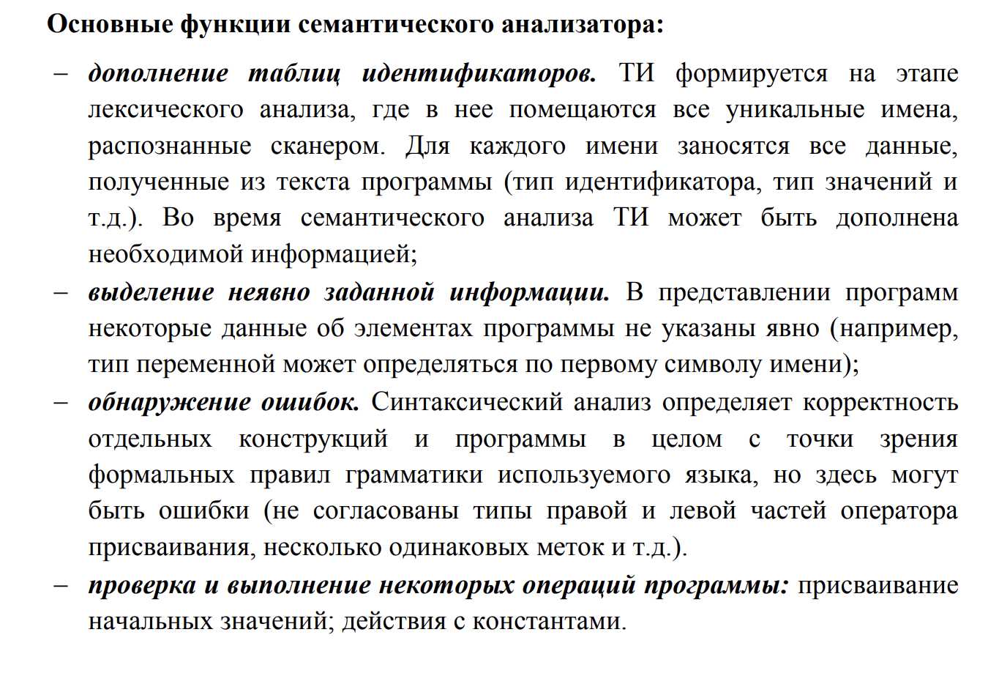 Основные функции семантического анализатора:
– дополнение таблиц идентификаторов. ТИ формируется на этапе
лексического анализа, где в нее помещаются все уникальные имена,
распознанные сканером. Для каждого имени заносятся все данные,
полученные из текста программы (тип идентификатора, тип значений и
т.д.). Во время семантического анализа ТИ может быть дополнена
необходимой информацией;
– выделение неявно заданной информации. В представлении программ
некоторые данные об элементах программы не указаны явно (например,
тип переменной может определяться по первому символу имени);
– обнаружение ошибок. Синтаксический анализ определяет корректность
отдельных конструкций и программы в целом с точки зрения
формальных правил грамматики используемого языка, но здесь могут
быть ошибки (не согласованы типы правой и левой частей оператора
присваивания, несколько одинаковых меток и т.д.).
– проверка и выполнение некоторых операций программы: присваивание
начальных значений; действия с константами.